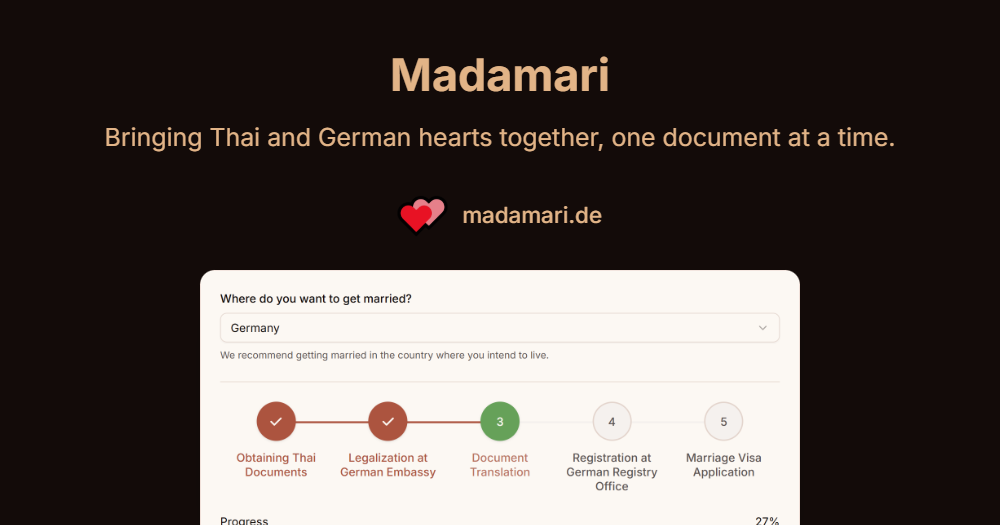 Madamari
Bringing Thai and German hearts together, one document at a time.
madamari.de
Where do you want to get married?
Germany
We recommend getting married in the country where you intend to live.
3
4
5
Obtaining Thai
Documents
Legalization at
German Embassy
Document
Translation
Registration at
German Registry
Office
Marriage Visa
Application
Progress
27%